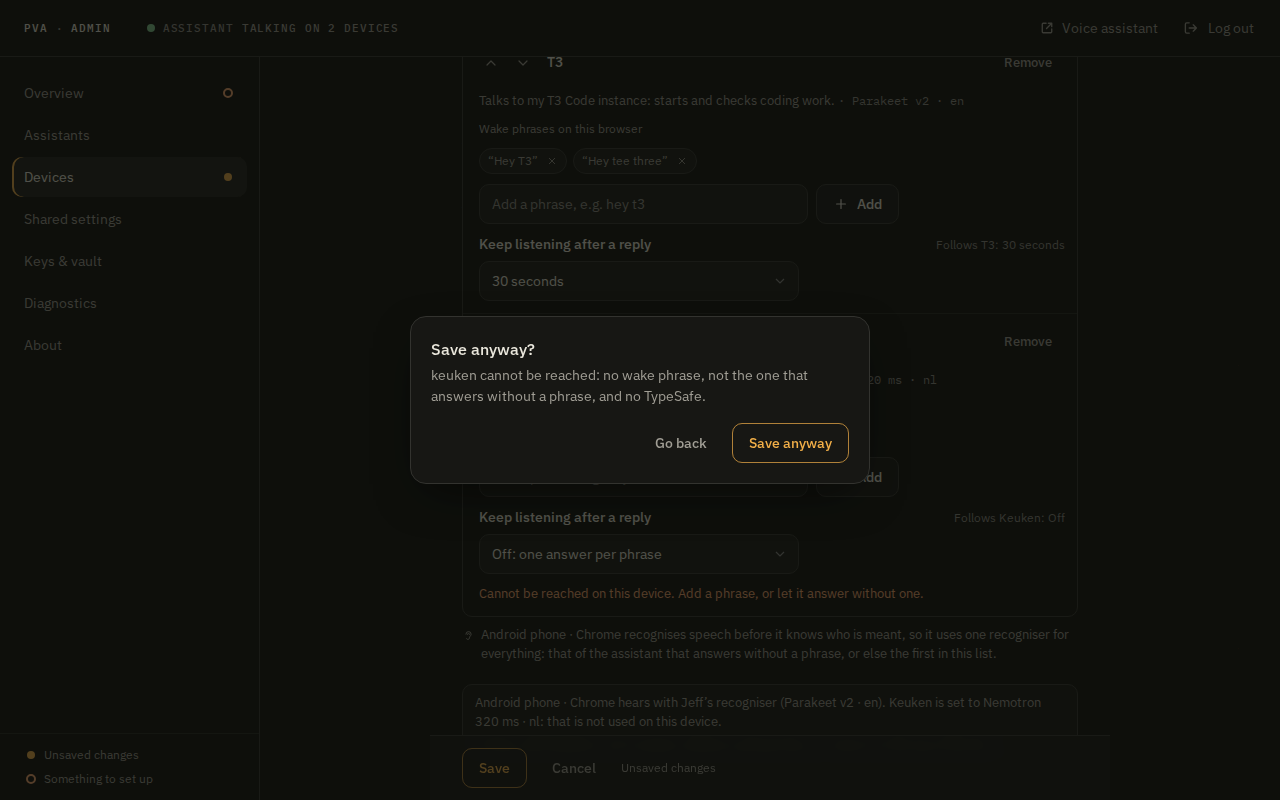 PVA · ADMIN
ASSISTANT TALKING ON 2 DEVICES
Voice assistant
Log out
Overview
Assistants
Devices
Shared settings
Keys & vault
Diagnostics
About
Unsaved changes
Something to set up
T3
Remove
Talks to my T3 Code instance: starts and checks coding work. · Parakeet v2 · en
Wake phrases on this browser
“Hey T3”
“Hey tee three”
Add a phrase, e.g. hey t3
Add
Keep listening after a reply
Follows T3: 30 seconds
30 seconds
Remove
20 ms · nl
Save anyway?
keuken cannot be reached: no wake phrase, not the one that
answers without a phrase, and no TypeSafe.
Go back
Save anyway
Keep listening after a reply
Follows Keuken: Off
Off: one answer per phrase
Cannot be reached on this device. Add a phrase, or let it answer without one.
Android phone · Chrome recognises speech before it knows who is meant, so it uses one recogniser for
everything: that of the assistant that answers without a phrase, or else the first in this list.
Android phone · Chrome hears with Jeff’s recogniser (Parakeet v2 · en). Keuken is set to Nemotron
320 ms · nl: that is not used on this device.
Save
Cancel
Unsaved changes